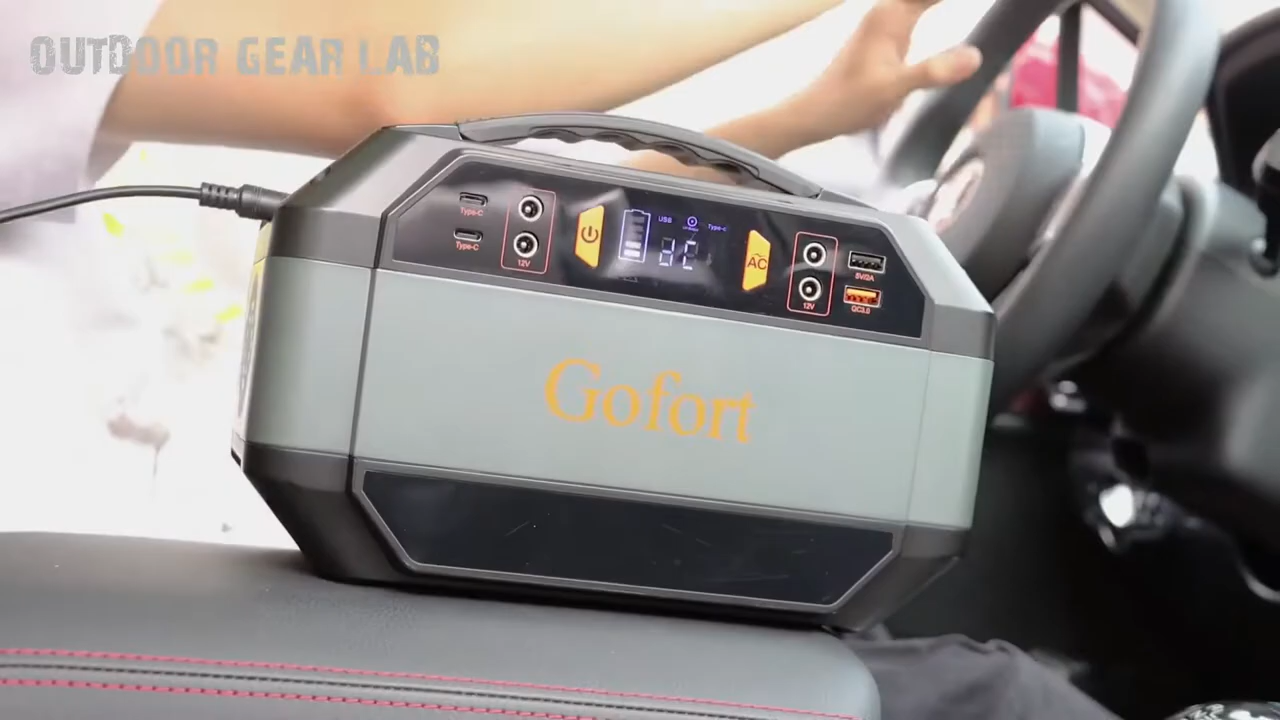 OUTDOOR GEAR LAB
Type-C
Type-C
12V
USB
Type-c
AC
12V
5V/2A
QC3.0
Gofort